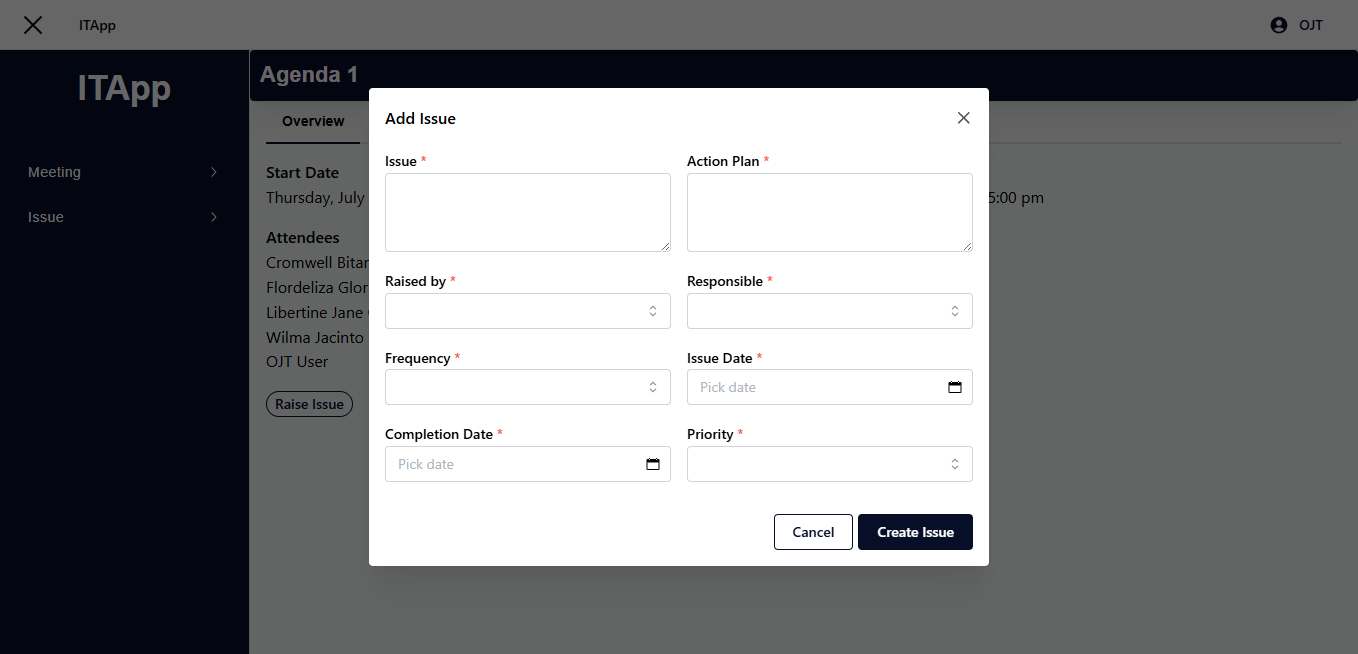 ITApp
OJT
ITApp
Meeting
Issue
Agenda 1
Overview
Start Date
Thursday, July
5:00 pm
Attendees
Cromwell
Flordeliza
Libertine Jane
Wilma Jacinto
OJT User
Raise Issue
Add Issue
Issue * Action Plan *
Raised by * Responsible *
Frequency * Issue Date *
Pick date
Completion Date * Priority *
Pick date
Cancel Create Issue